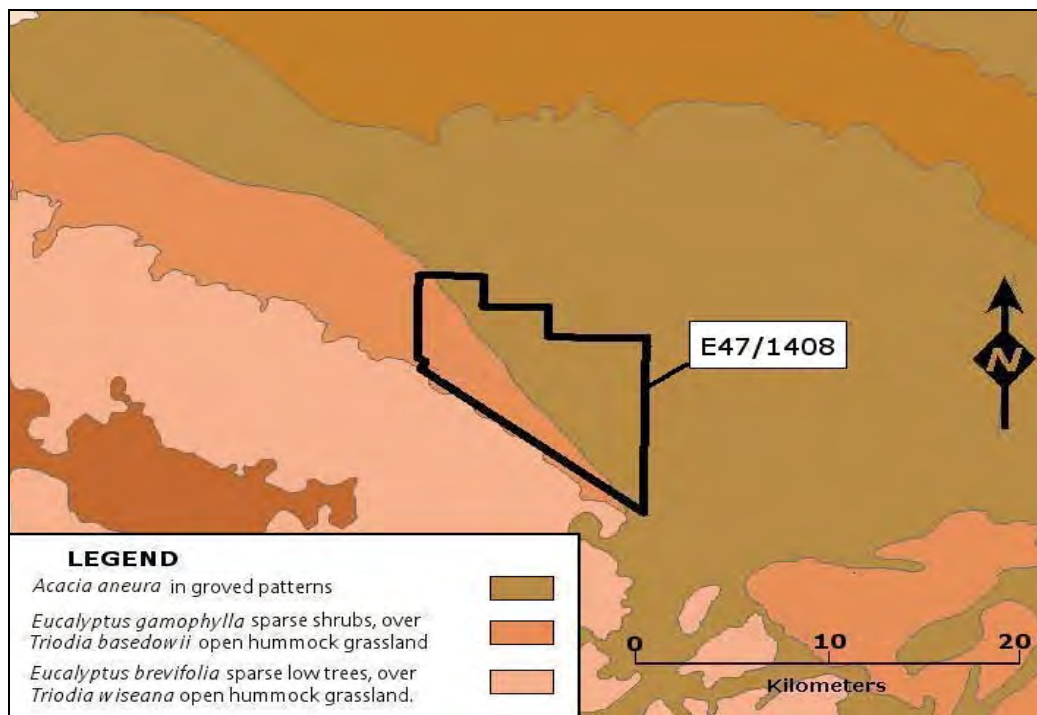 E47/1408
N
LEGEND
Acacia aneura in groved patterns
Eucalyptus gamophylla sparse shrubs, over
Triodia basedowii open hummock grassland
Eucalyptus brevifolia sparse low trees, over
Triodia wiseana open hummock grassland.
0 10 20
Kilometers